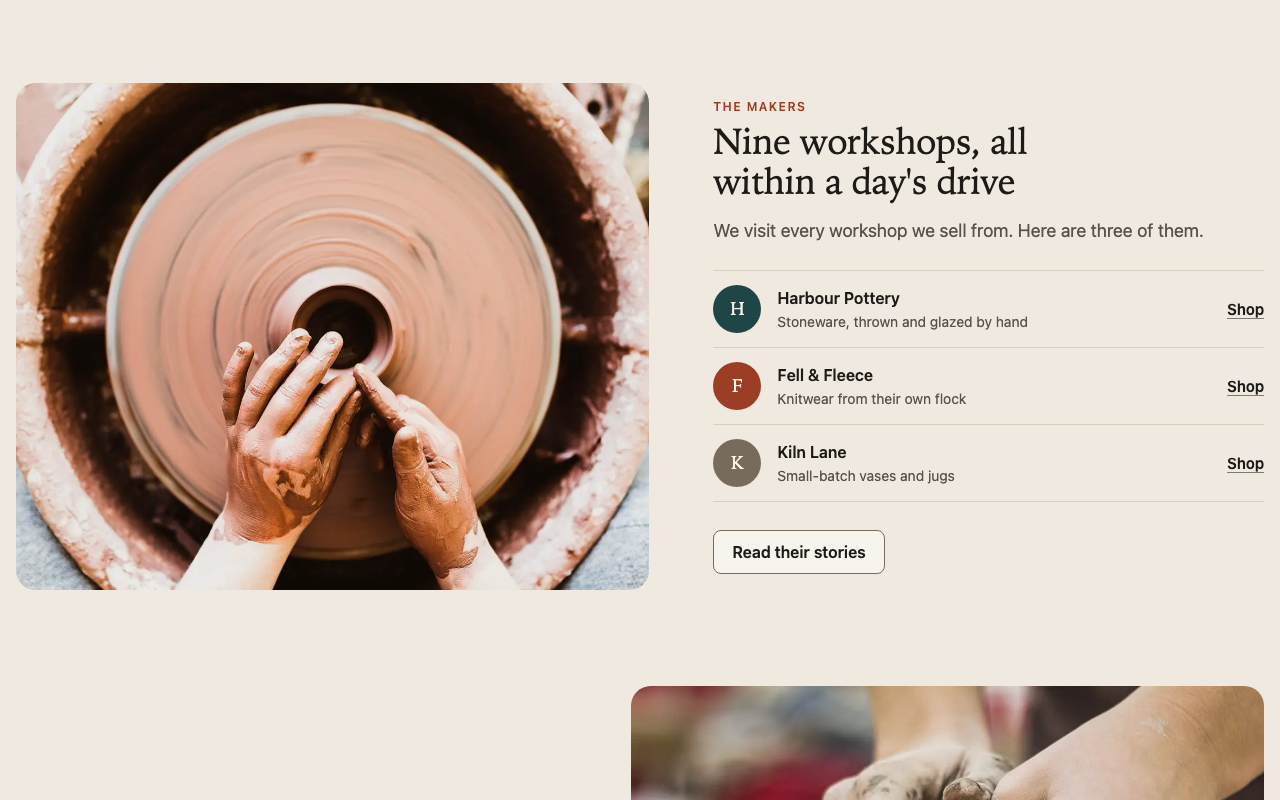 THE MAKERS
Nine workshops, all
within a day's drive
We visit every workshop we sell from. Here are three of them.
H
Harbour Pottery
Stoneware, thrown and glazed by hand
Shop
F
Fell & Fleece
Knitwear from their own flock
Shop
K
Kiln Lane
Small-batch vases and jugs
Shop
Read their stories